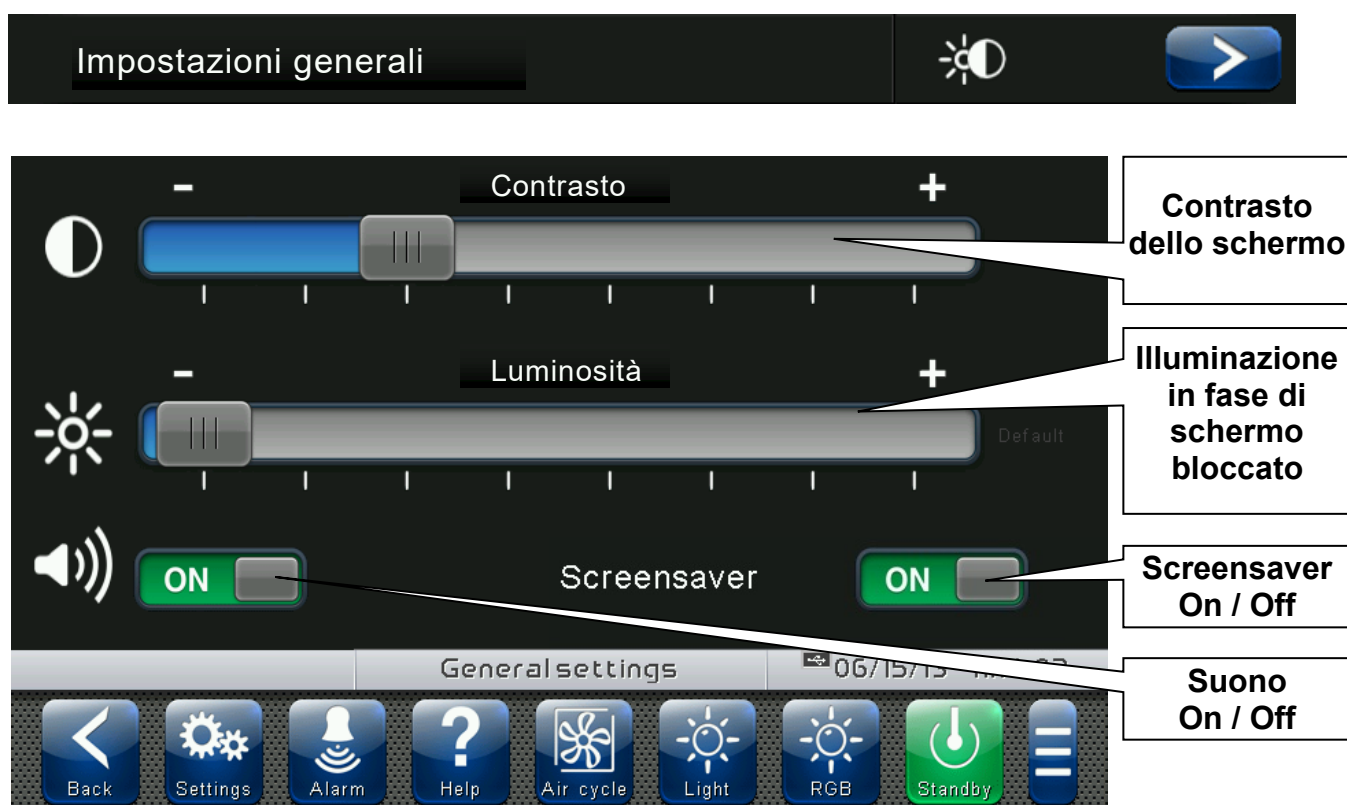 Impostazioni generali
- Contrasto +
Contrasto
dello schermo
- Luminosità +
Default
Illuminazione
in fase di
schermo
bloccato
ON Screensaver ON
Screensaver
On / Off
General settings 06/15/13
Suono
On / Off
Back Settings Alarm Help Air cycle Light RGB Standby